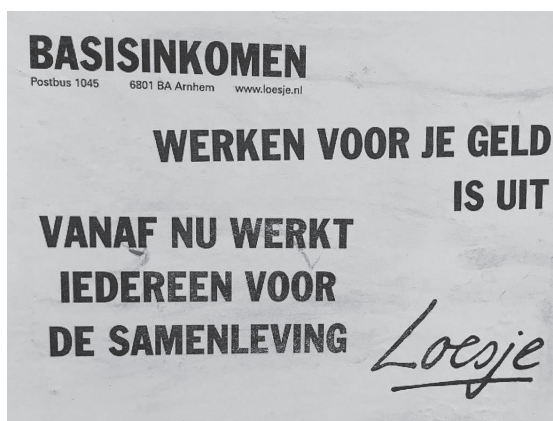 BASISINKOMEN
Postbus 1045 6801 BA Arnhem www.loesje.nl
WERKEN VOOR JE GELD
IS UIT
VANAF NU WERKT
IEDEREEN VOOR
DE SAMENLEVING
Loesje